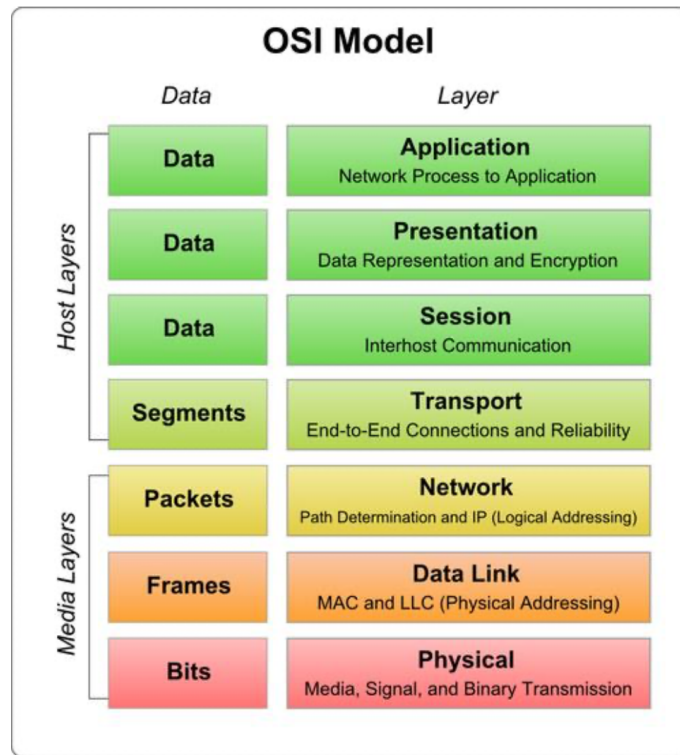 OSI Model
Data
Layer
Host Layers
Data
Application
Network Process to Application
Data
Presentation
Data Representation and Encryption
Data
Session
Interhost Communication
Segments
Transport
End-to-End Connections and Reliability
Media Layers
Packets
Network
Path Determination and IP (Logical Addressing)
Frames
Data Link
MAC and LLC (Physical Addressing)
Bits
Physical
Media, Signal, and Binary Transmission